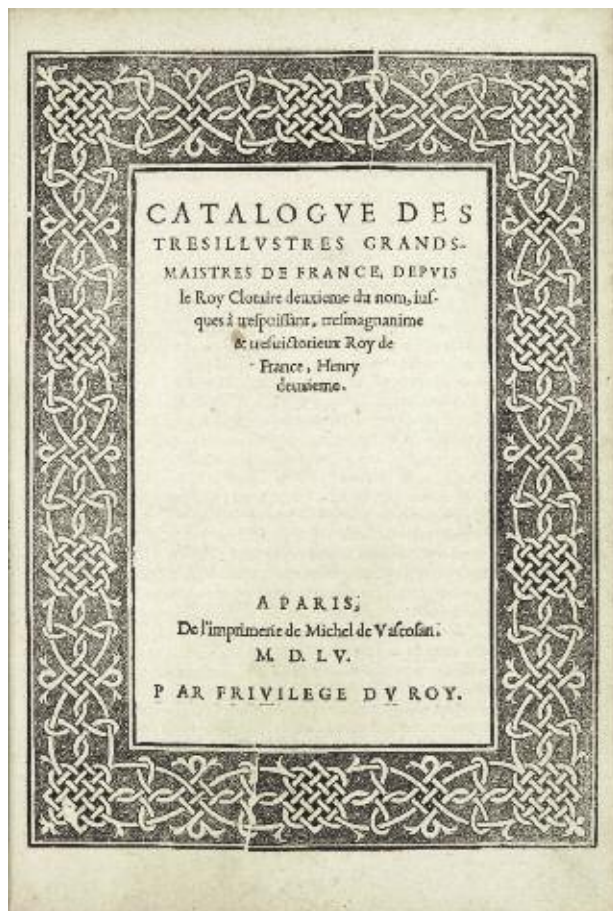 CATALOGVE DES
TRESILLVSTRES GRANDS-
MAISTRES DE FRANCE, DEPVIS
le Roy Clotaire deuxieme du nom, iuſ-
ques à treſpuiſſant, treſmagnanime
& treſuictorieux Roy de
France, Henry
deuxieme.
A PARIS,
De l'imprimerie de Michel de Vaſcoſan.
M. D. LV.
PAR PRIVILEGE DV ROY.